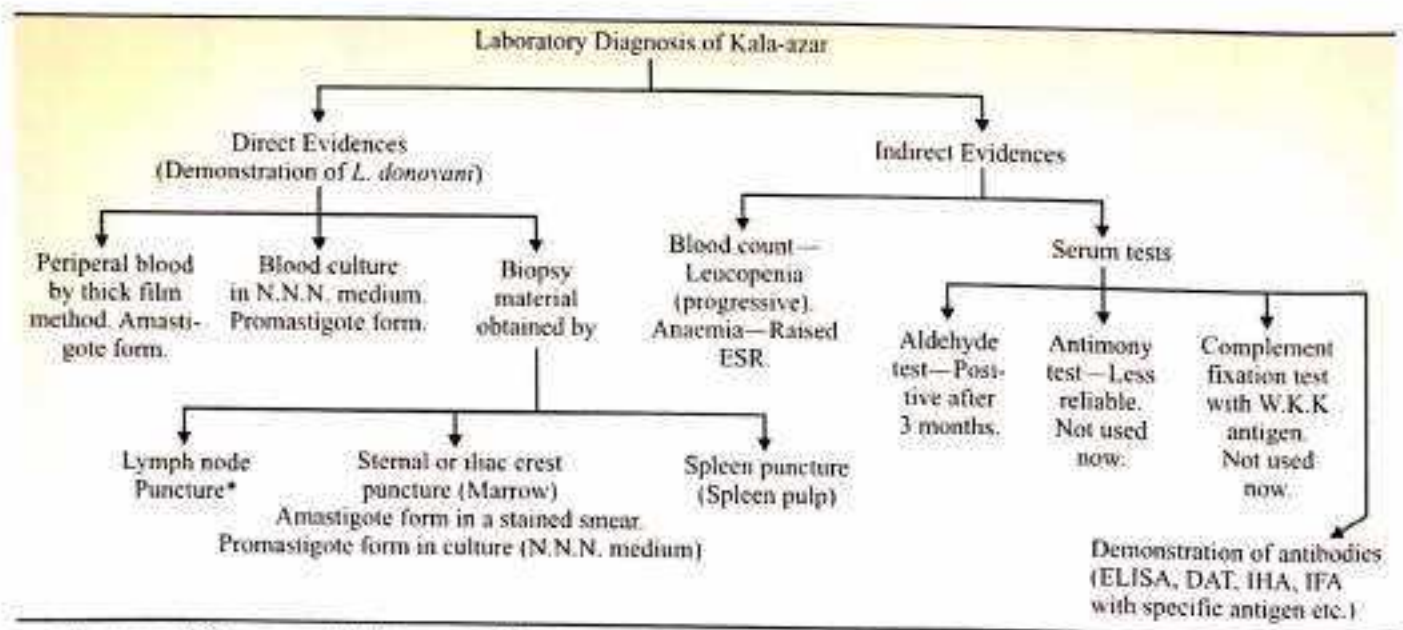 Laboratory Diagnosis of Kala-azar
Direct Evidences
(Demonstration of L. donovani)
Indirect Evidences
Periperal blood
by thick film
method. Amasti-
gote form.
Blood culture
in N.N.N. medium.
Promastigote form.
Biopsy
material
obtained by
Blood count—
Leucopenia
(progressive).
Anaemia—Raised
ESR.
Serum tests
Aldehyde
test—Posi-
tive after
3 months.
Antimony
test—Less
reliable.
Not used
now.
Complement
fixation test
with W.K.K
antigen.
Not used
now.
Lymph node
Puncture*
Sternal or iliac crest
puncture (Marrow)
Amastigote form in a stained smear.
Promastigote form in culture (N.N.N. medium)
Spleen puncture
(Spleen pulp)
Demonstration of antibodies
(ELISA, DAT, IHA, IFA
with specific antigen etc.)